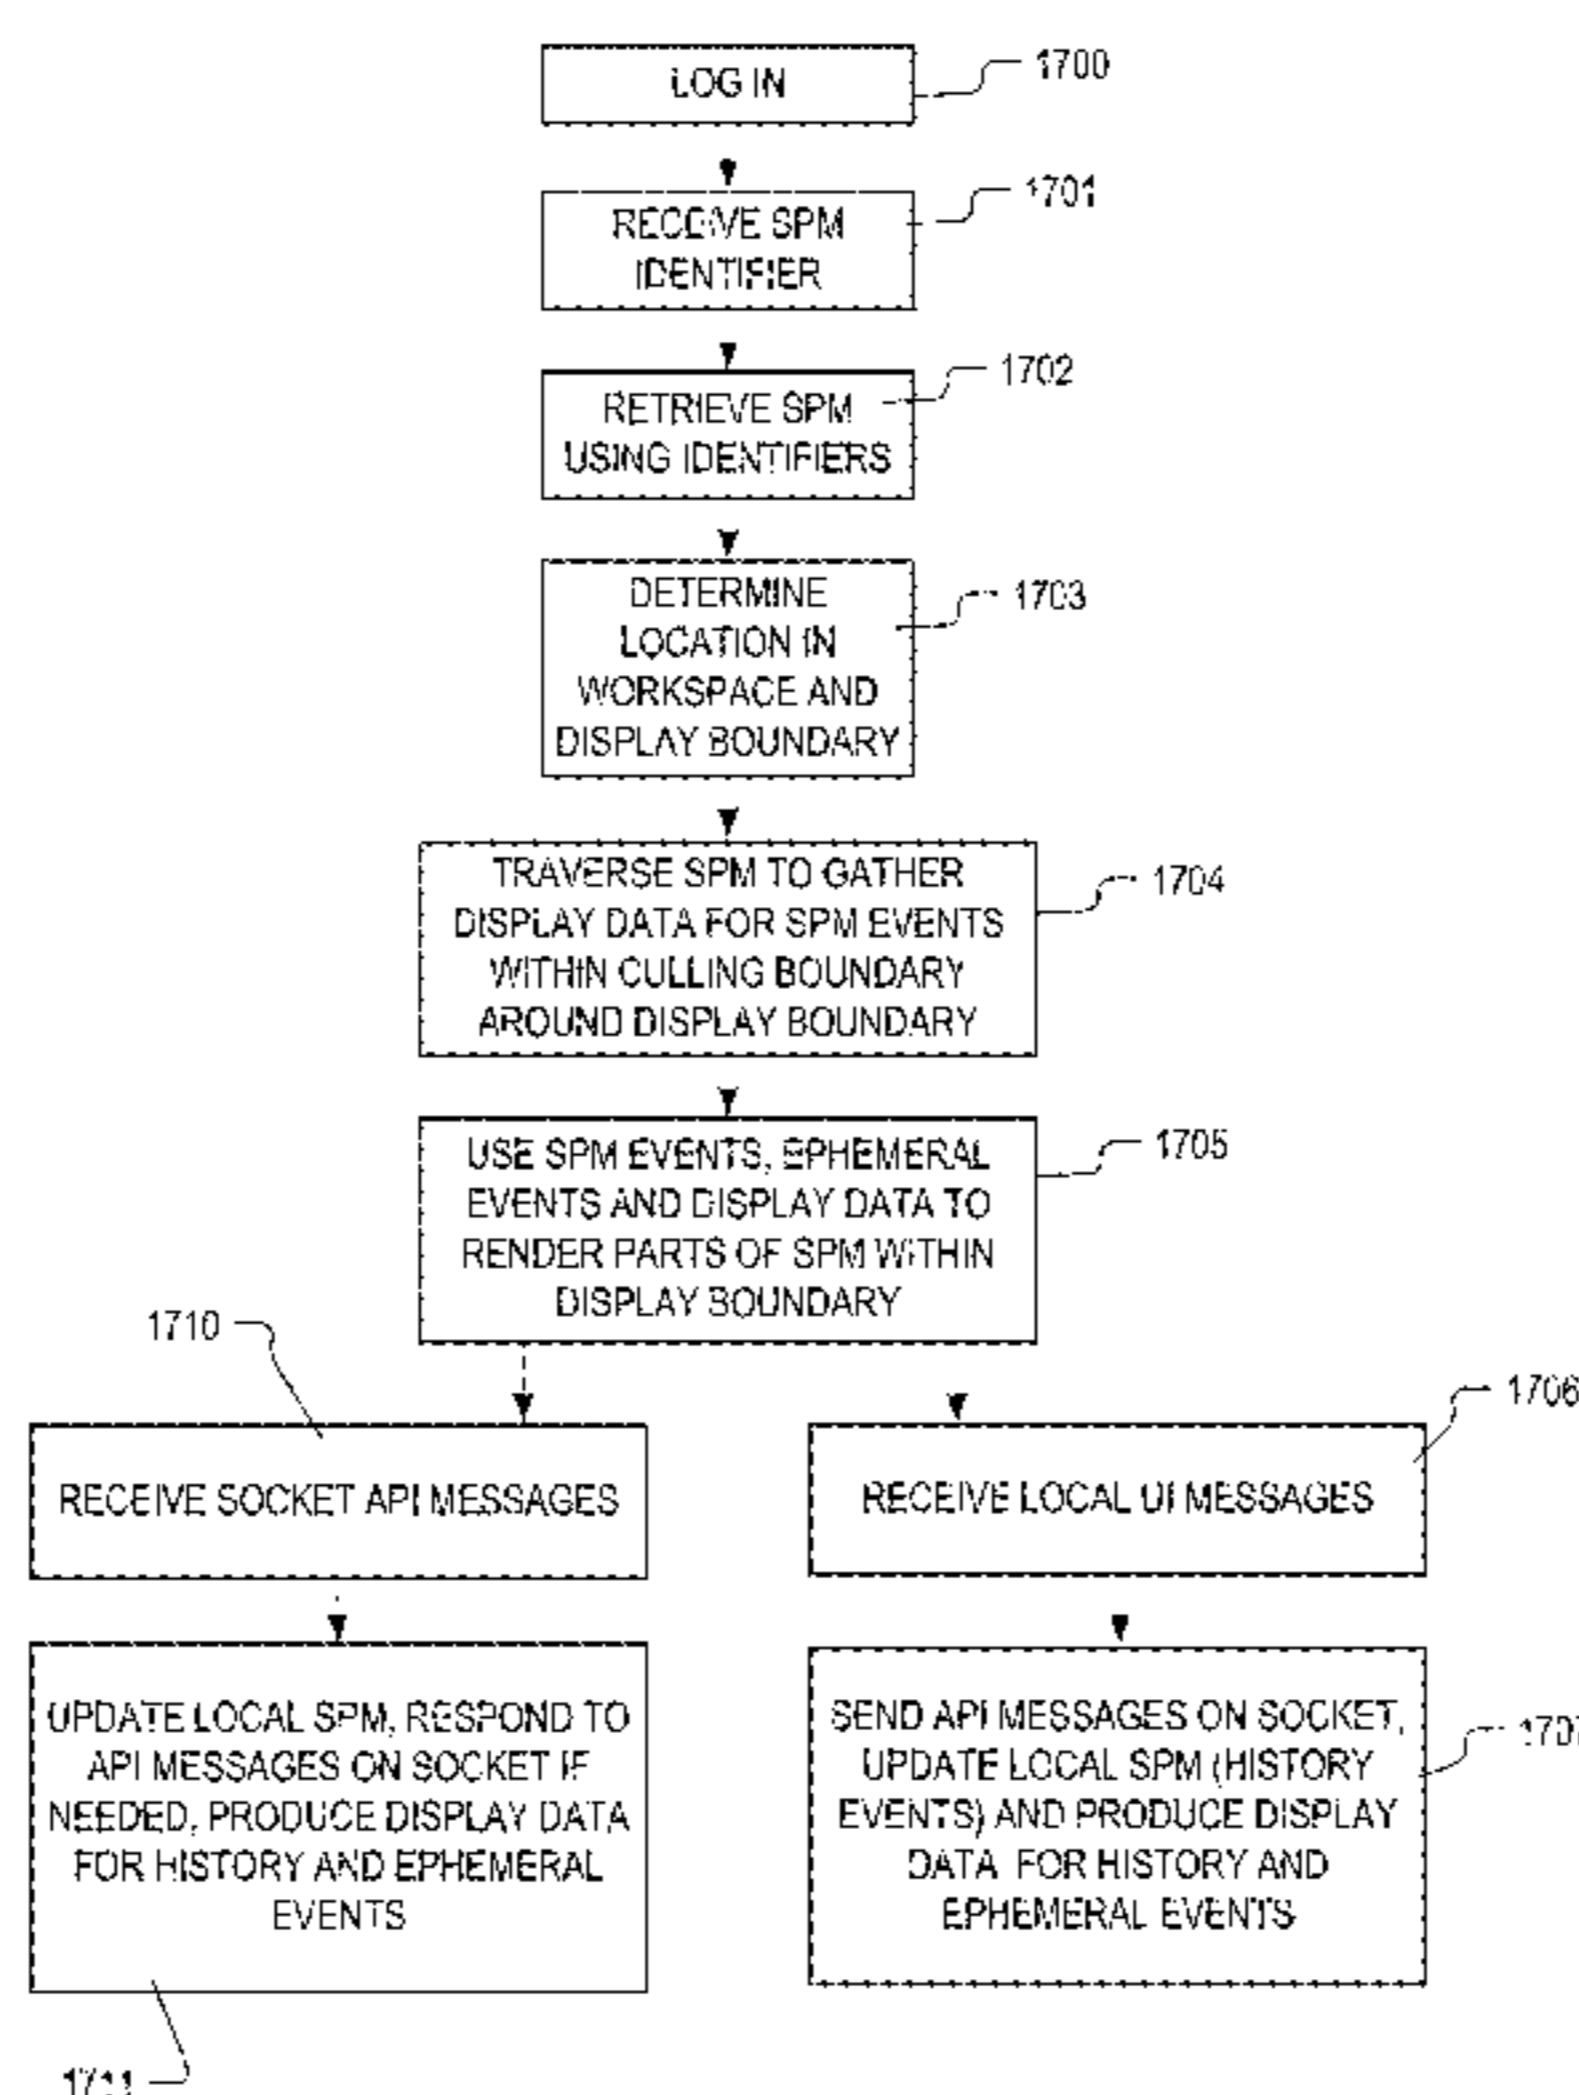 LOG IN
1700
RECEIVE SPM
IDENTIFIER
1701
RETRIEVE SPM
USING IDENTIFIERS
1702
DETERMINE
LOCATION IN
WORKSPACE AND
DISPLAY BOUNDARY
1703
TRAVERSE SPM TO GATHER
DISPLAY DATA FOR SPM EVENTS
WITHIN CULLING BOUNDARY
AROUND DISPLAY BOUNDARY
1704
USE SPM EVENTS, EPHEMERAL
EVENTS AND DISPLAY DATA TO
RENDER PARTS OF SPM WITHIN
DISPLAY BOUNDARY
1705
1710
RECEIVE SOCKET API MESSAGES
1706
RECEIVE LOCAL UI MESSAGES
UPDATE LOCAL SPM, RESPOND TO
API MESSAGES ON SOCKET IF
NEEDED, PRODUCE DISPLAY DATA
FOR HISTORY AND EPHEMERAL
EVENTS
1711
SEND API MESSAGES ON SOCKET,
UPDATE LOCAL SPM (HISTORY
EVENTS) AND PRODUCE DISPLAY
DATA FOR HISTORY AND
EPHEMERAL EVENTS
1707